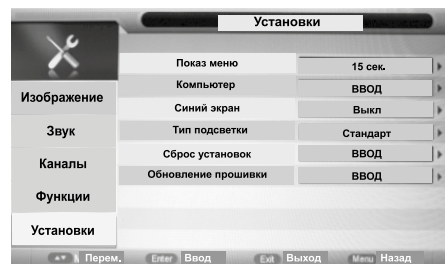 Установки
Изображение
Звук
Каналы
Функции
Установки
Показ меню 15 сек.
Компьютер ВВОД
Синий экран Выкл
Тип подсветки Стандарт
Сброс установок ВВОД
Обновление прошивки ВВОД
Перем. Enter Ввод Exit Выход Menu Назад